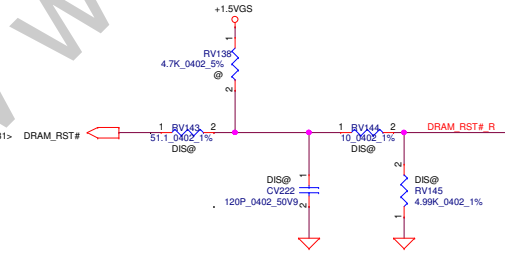 +1.5VGS
1
RV138
4.7K_0402_5%
@
2
DRAM_RST#
1
RV143
2
51.1_0402_1%
DIS@
1
RV144
2
10_0402_1%
DIS@
DRAM_RST#_R
DIS@
1
CV222
120P_0402_50V9
2
2
DIS@
RV145
4.99K_0402_1%
1